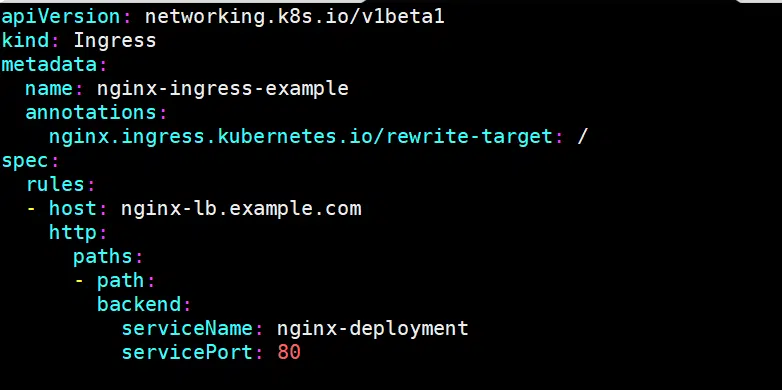 apiVersion: networking.k8s.io/v1beta1
kind: Ingress
metadata:
  name: nginx-ingress-example
  annotations:
    nginx.ingress.kubernetes.io/rewrite-target: /
spec:
  rules:
  - host: nginx-lb.example.com
    http:
      paths:
      - path:
        backend:
          serviceName: nginx-deployment
          servicePort: 80